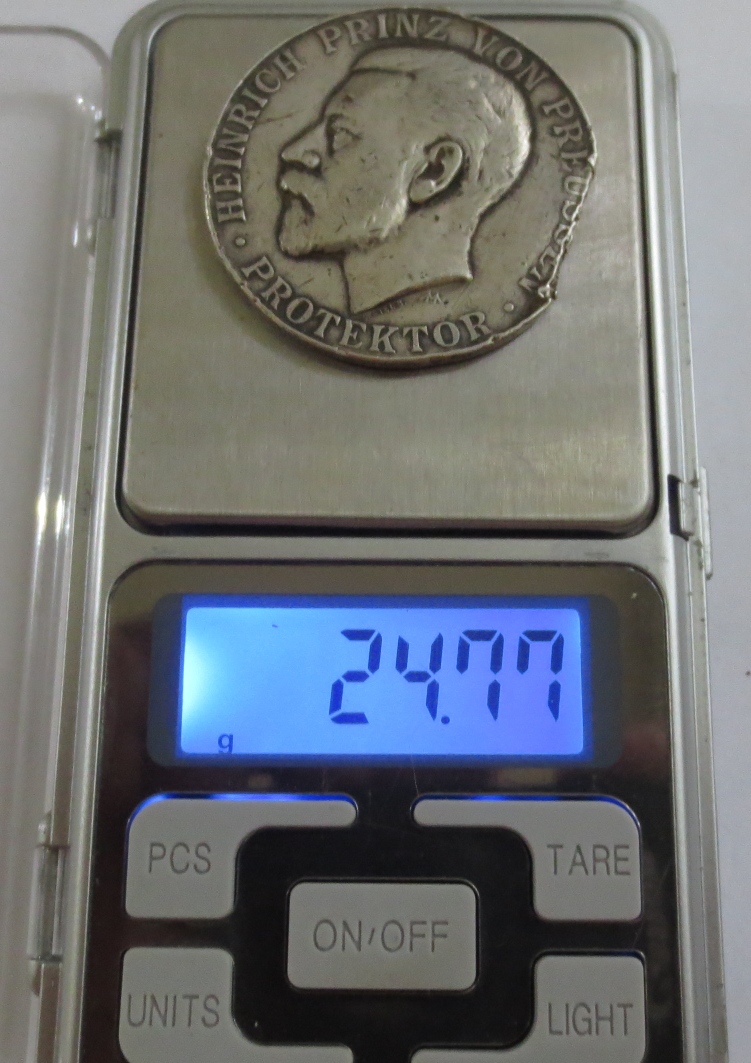 · HEINRICH PRINZ VON PREUSSEN ·
PROTEKTOR
24.77
g
PCS
TARE
ON/OFF
UNITS
LIGHT